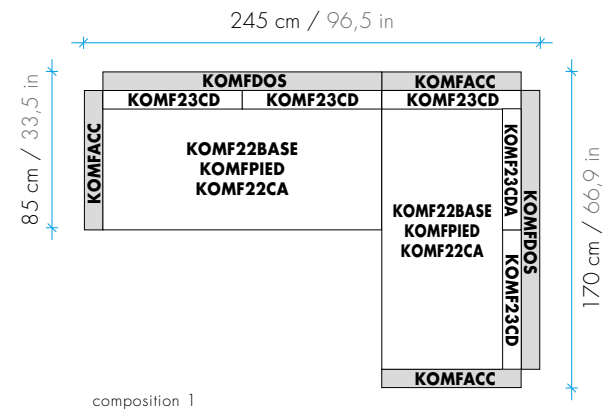 245 cm / 96,5 in
KOMFDOS
KOMFACC
KOMF23CD
KOMF23CD
KOMF23CD
85 cm / 33,5 in
KOMFACC
KOMF22BASE
KOMFPIED
KOMF22CA
KOMF22BASE
KOMFPIED
KOMF22CA
KOMF23CDA
KOMF23CD
KOMFDOS
170 cm / 66,9 in
KOMFACC
composition 1